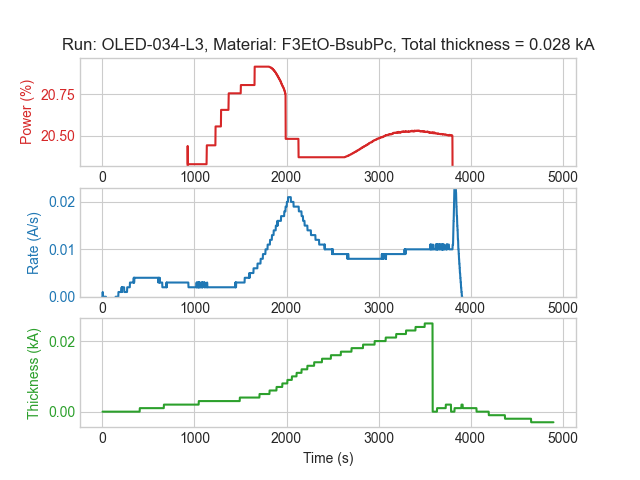 Run: OLED-034-L3, Material: F3EtO-BsubPc, Total thickness = 0.028 kA
Power (%)
20.75
20.50
0 1000 2000 3000 4000 5000
Rate (A/s)
0.02
0.01
0.00
0 1000 2000 3000 4000 5000
Thickness (kA)
0.02
0.00
0 1000 2000 3000 4000 5000
Time (s)